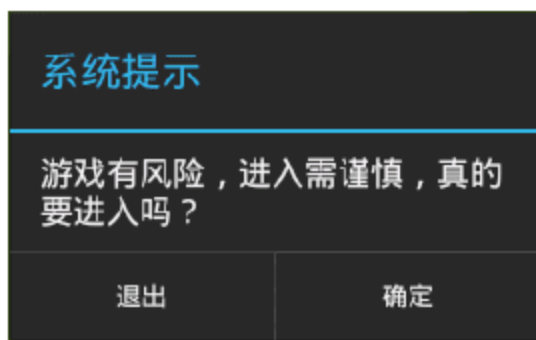 系统提示
游戏有风险，进入需谨慎，真的
要进入吗？
退出
确定